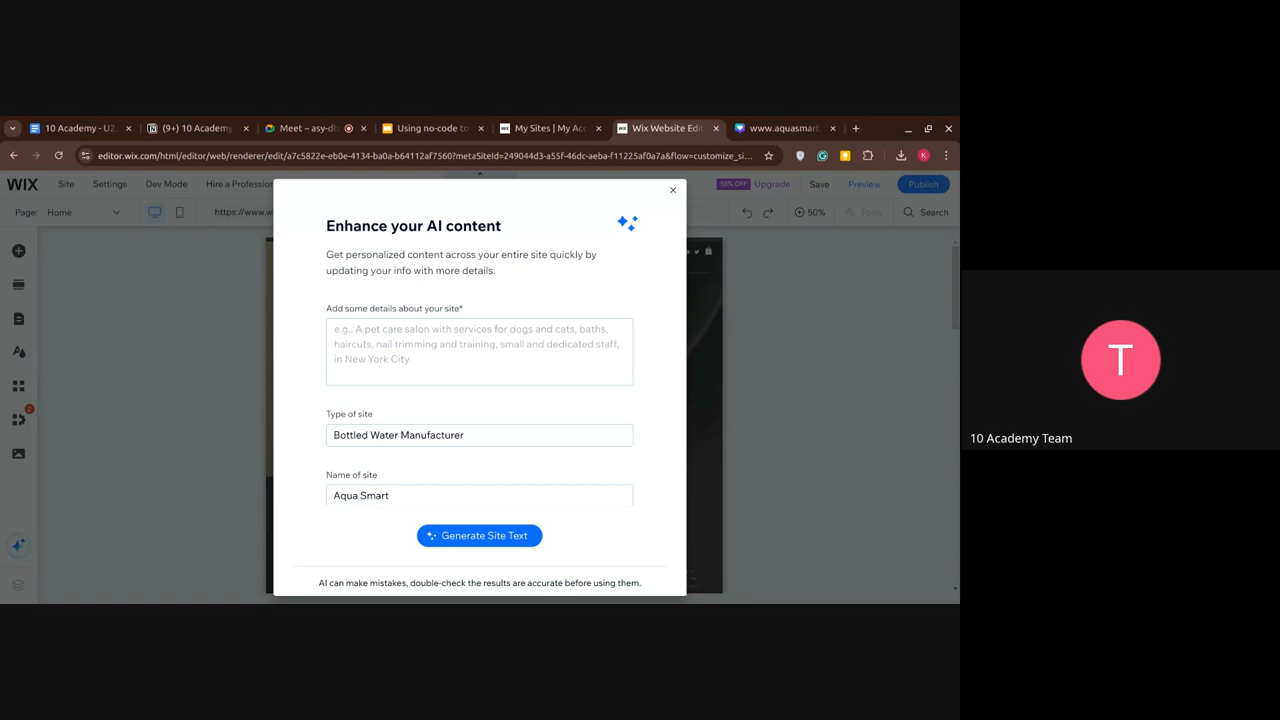 10 Academy - U2.
(9+) 10 Academy
Meet – asy-db
Using no-code to
My Sites | My Acc
Wix Website Edit
www.aquasmart.
editor.wix.com/html/editor/web/renderer/edit/a7c5822e-eb0e-4134-ba0a-b64112af7560?metaSiteId=249044d3-a55f-46dc-aeba-f11225af0a7a&flow=customize_si...
K
WIX
Site
Settings
Dev Mode
Hire a Profession
50% OFF
Upgrade
Save
Preview
Publish
Page:
Home
https://www.w
50%
Tools
Search
2
Enhance your AI content
Get personalized content across your entire site quickly by
updating your info with more details.
Add some details about your site*
e.g., A pet care salon with services for dogs and cats, baths,
haircuts, nail trimming and training, small and dedicated staff,
in New York City
Type of site
Bottled Water Manufacturer
Name of site
Aqua Smart
Generate Site Text
AI can make mistakes, double-check the results are accurate before using them.
T
10 Academy Team